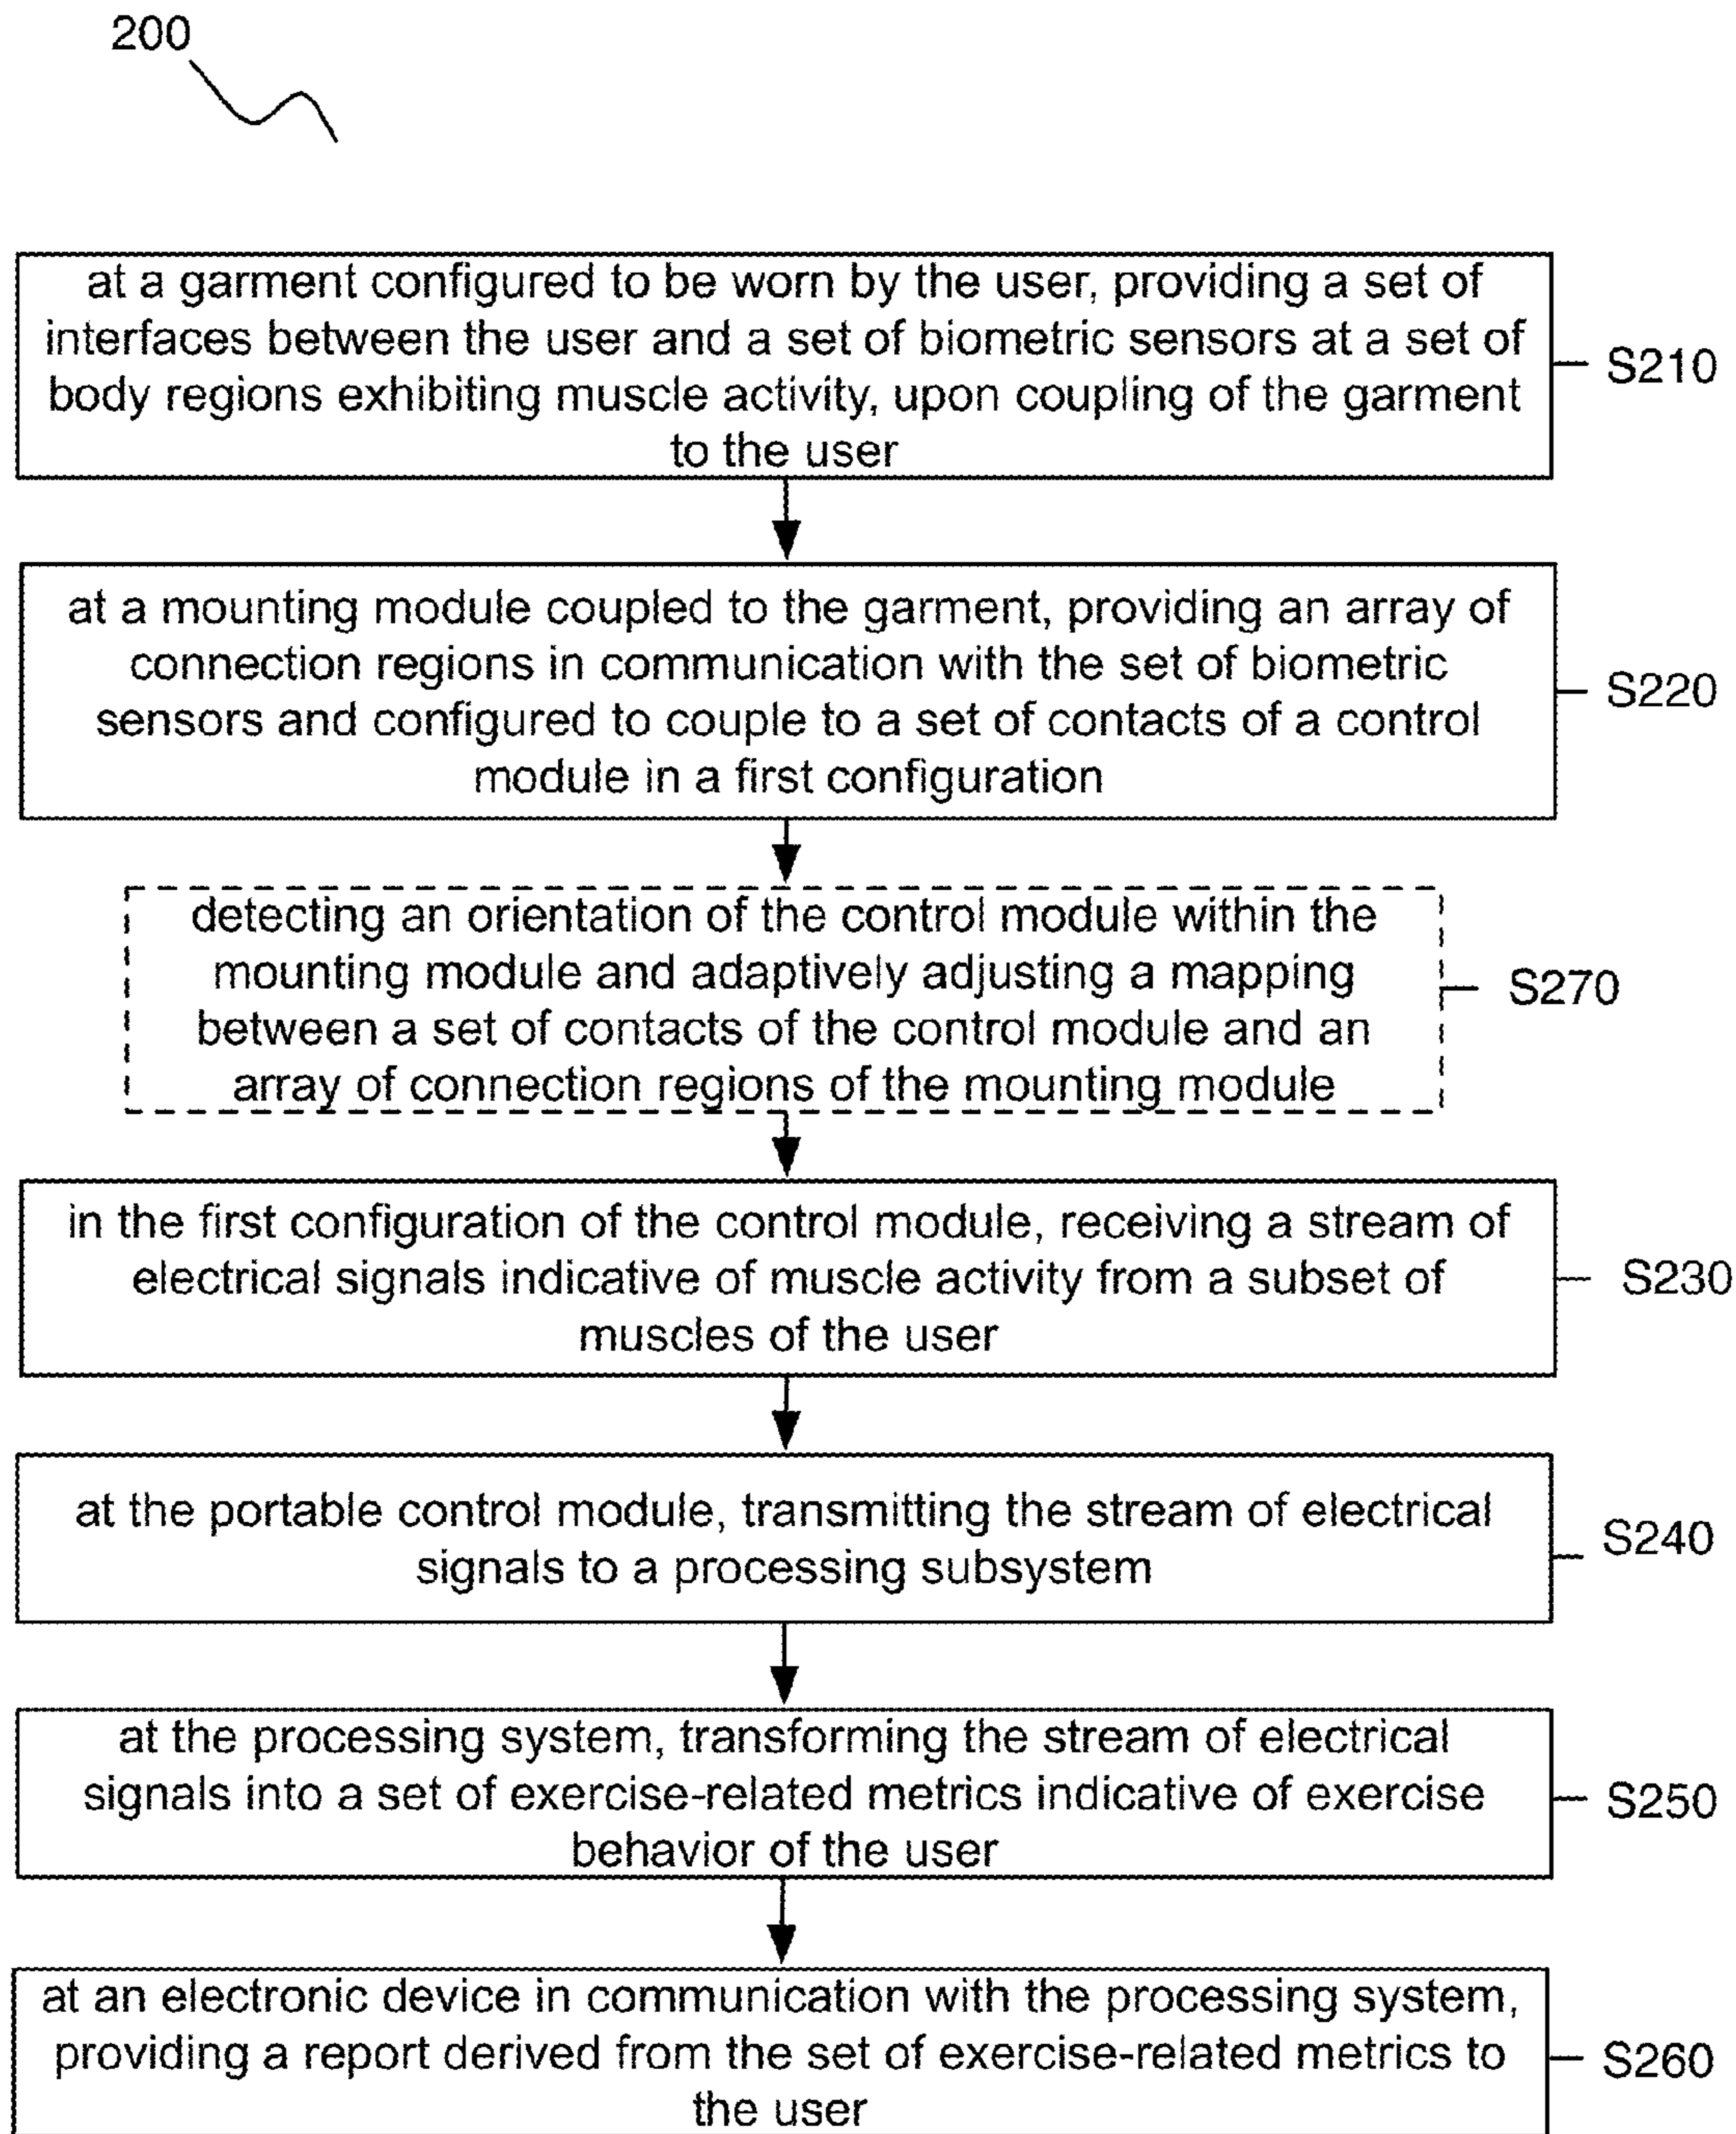 200
at a garment configured to be worn by the user, providing a set of
interfaces between the user and a set of biometric sensors at a set of
body regions exhibiting muscle activity, upon coupling of the garment
to the user
S210
at a mounting module coupled to the garment, providing an array of
connection regions in communication with the set of biometric
sensors and configured to couple to a set of contacts of a control
module in a first configuration
S220
detecting an orientation of the control module within the
mounting module and adaptively adjusting a mapping
between a set of contacts of the control module and an
array of connection regions of the mounting module
S270
in the first configuration of the control module, receiving a stream of
electrical signals indicative of muscle activity from a subset of
muscles of the user
S230
at the portable control module, transmitting the stream of electrical
signals to a processing subsystem
S240
at the processing system, transforming the stream of electrical
signals into a set of exercise-related metrics indicative of exercise
behavior of the user
S250
at an electronic device in communication with the processing system,
providing a report derived from the set of exercise-related metrics to
the user
S260